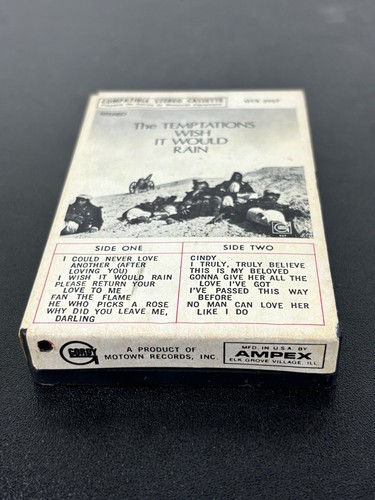 COMPATIBLE STEREO CASSETTE
The TEMPTATIONS
WISH
IT WOULD
RAIN
SIDE ONE
I COULD NEVER LOVE
ANOTHER (AFTER
LOVING YOU)
I WISH IT WOULD RAIN
PLEASE RETURN YOUR
LOVE TO ME
FAN THE FLAME
HE WHO PICKS A ROSE
WHY DID YOU LEAVE ME,
DARLING
SIDE TWO
CINDY
I TRULY, TRULY BELIEVE
THIS IS MY BELOVED
GONNA GIVE HER ALL THE
LOVE I'VE GOT
I'VE PASSED THIS WAY
BEFORE
NO MAN CAN LOVE HER
LIKE I DO
GORDY
A PRODUCT OF
MOTOWN RECORDS, INC.
MFD. IN U.S.A. BY
AMPEX
ELK GROVE VILLAGE, ILL.